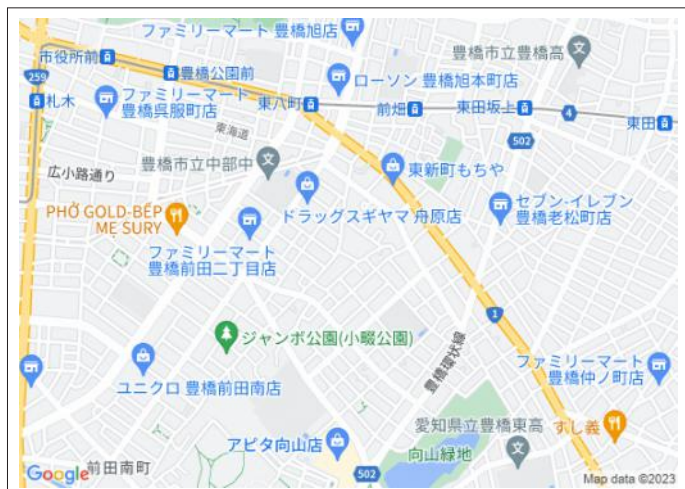 ファミリーマート 豊橋旭店
市役所前
豊橋市立豊橋高
259
豊橋公園前
ローソン 豊橋旭本町店
札木
ファミリーマート
豊橋呉服町店
東八町
前畑
東田坂上
4
東田
東海道
502
広小路通り
豊橋市立中部中
東新町もちや
PHỞ GOLD-BẾP
ME SURY
ドラッグスギヤマ 舟原店
セブン-イレブン
豊橋老松町店
ファミリーマート
豊橋前田二丁目店
1
ジャンボ公園(小畷公園)
豊橋環状線
ファミリーマート
豊橋仲ノ町店
ユニクロ 豊橋前田南店
アピタ向山店
愛知県立豊橋東高
すし義
向山緑地
Google
前田南町
502
Map data ©2023